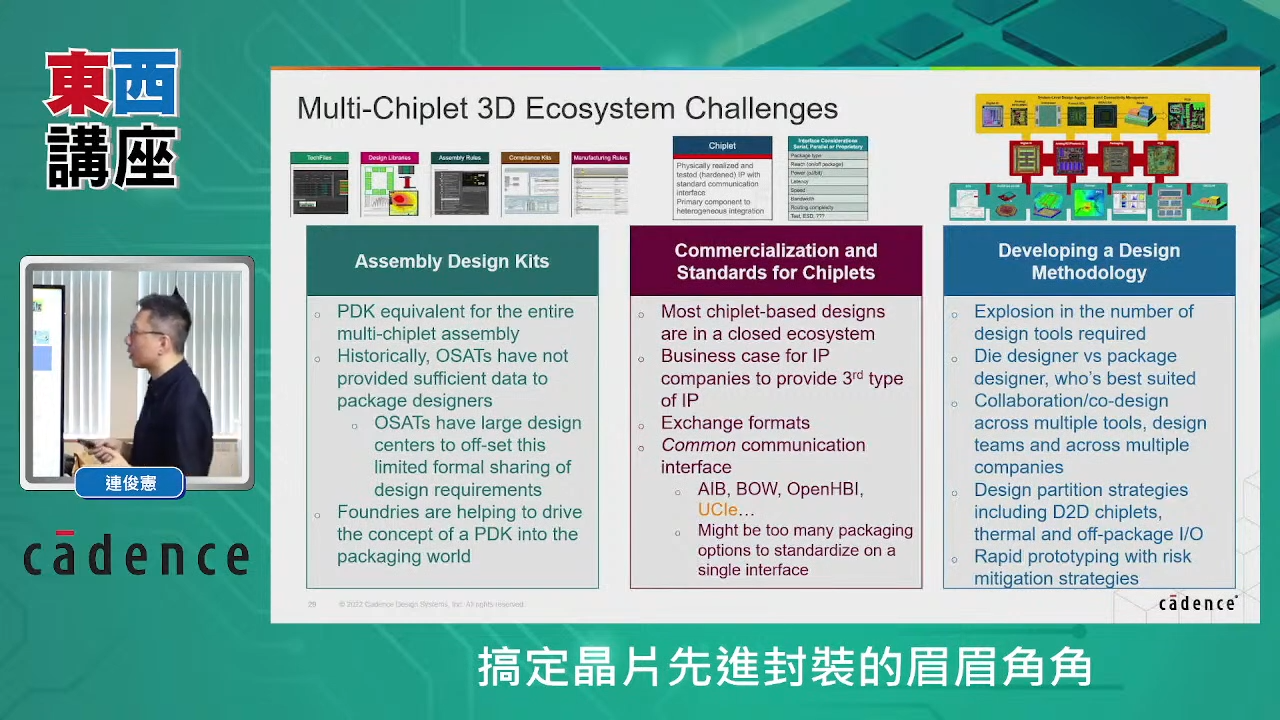 東西
講座
Multi-Chiplet 3D Ecosystem Challenges
TechFiles
Design Libraries
Assembly Rules
Compliance Kits
Manufacturing Rules
Chiplet
Physically realized and
tested (hardened) IP with
standard communication
interface
Primary component to
heterogeneous integration
Interface Considerations
Serial, Parallel or Proprietary
Package type
Reach (on/off package)
Power (pJ/bit)
Latency
Speed
Bandwidth
Routing complexity
Test, ESD, ???
Assembly Design Kits
PDK equivalent for the entire
multi-chiplet assembly
Historically, OSATs have not
provided sufficient data to
package designers
OSATs have large design
centers to off-set this
limited formal sharing of
design requirements
Foundries are helping to drive
the concept of a PDK into the
packaging world
Commercialization and
Standards for Chiplets
Most chiplet-based designs
are in a closed ecosystem
Business case for IP
companies to provide 3rd type
of IP
Exchange formats
Common communication
interface
AIB, BOW, OpenHBI,
UCIe…
Might be too many packaging
options to standardize on a
single interface
Developing a Design
Methodology
Explosion in the number of
design tools required
Die designer vs package
designer, who's best suited
Collaboration/co-design
across multiple tools, design
teams and across multiple
companies
Design partition strategies
including D2D chiplets,
thermal and off-package I/O
Rapid prototyping with risk
mitigation strategies
29 © 2022 Cadence Design Systems, Inc. All rights reserved.
cādence
連俊憲
cādence
搞定晶片先進封裝的眉眉角角